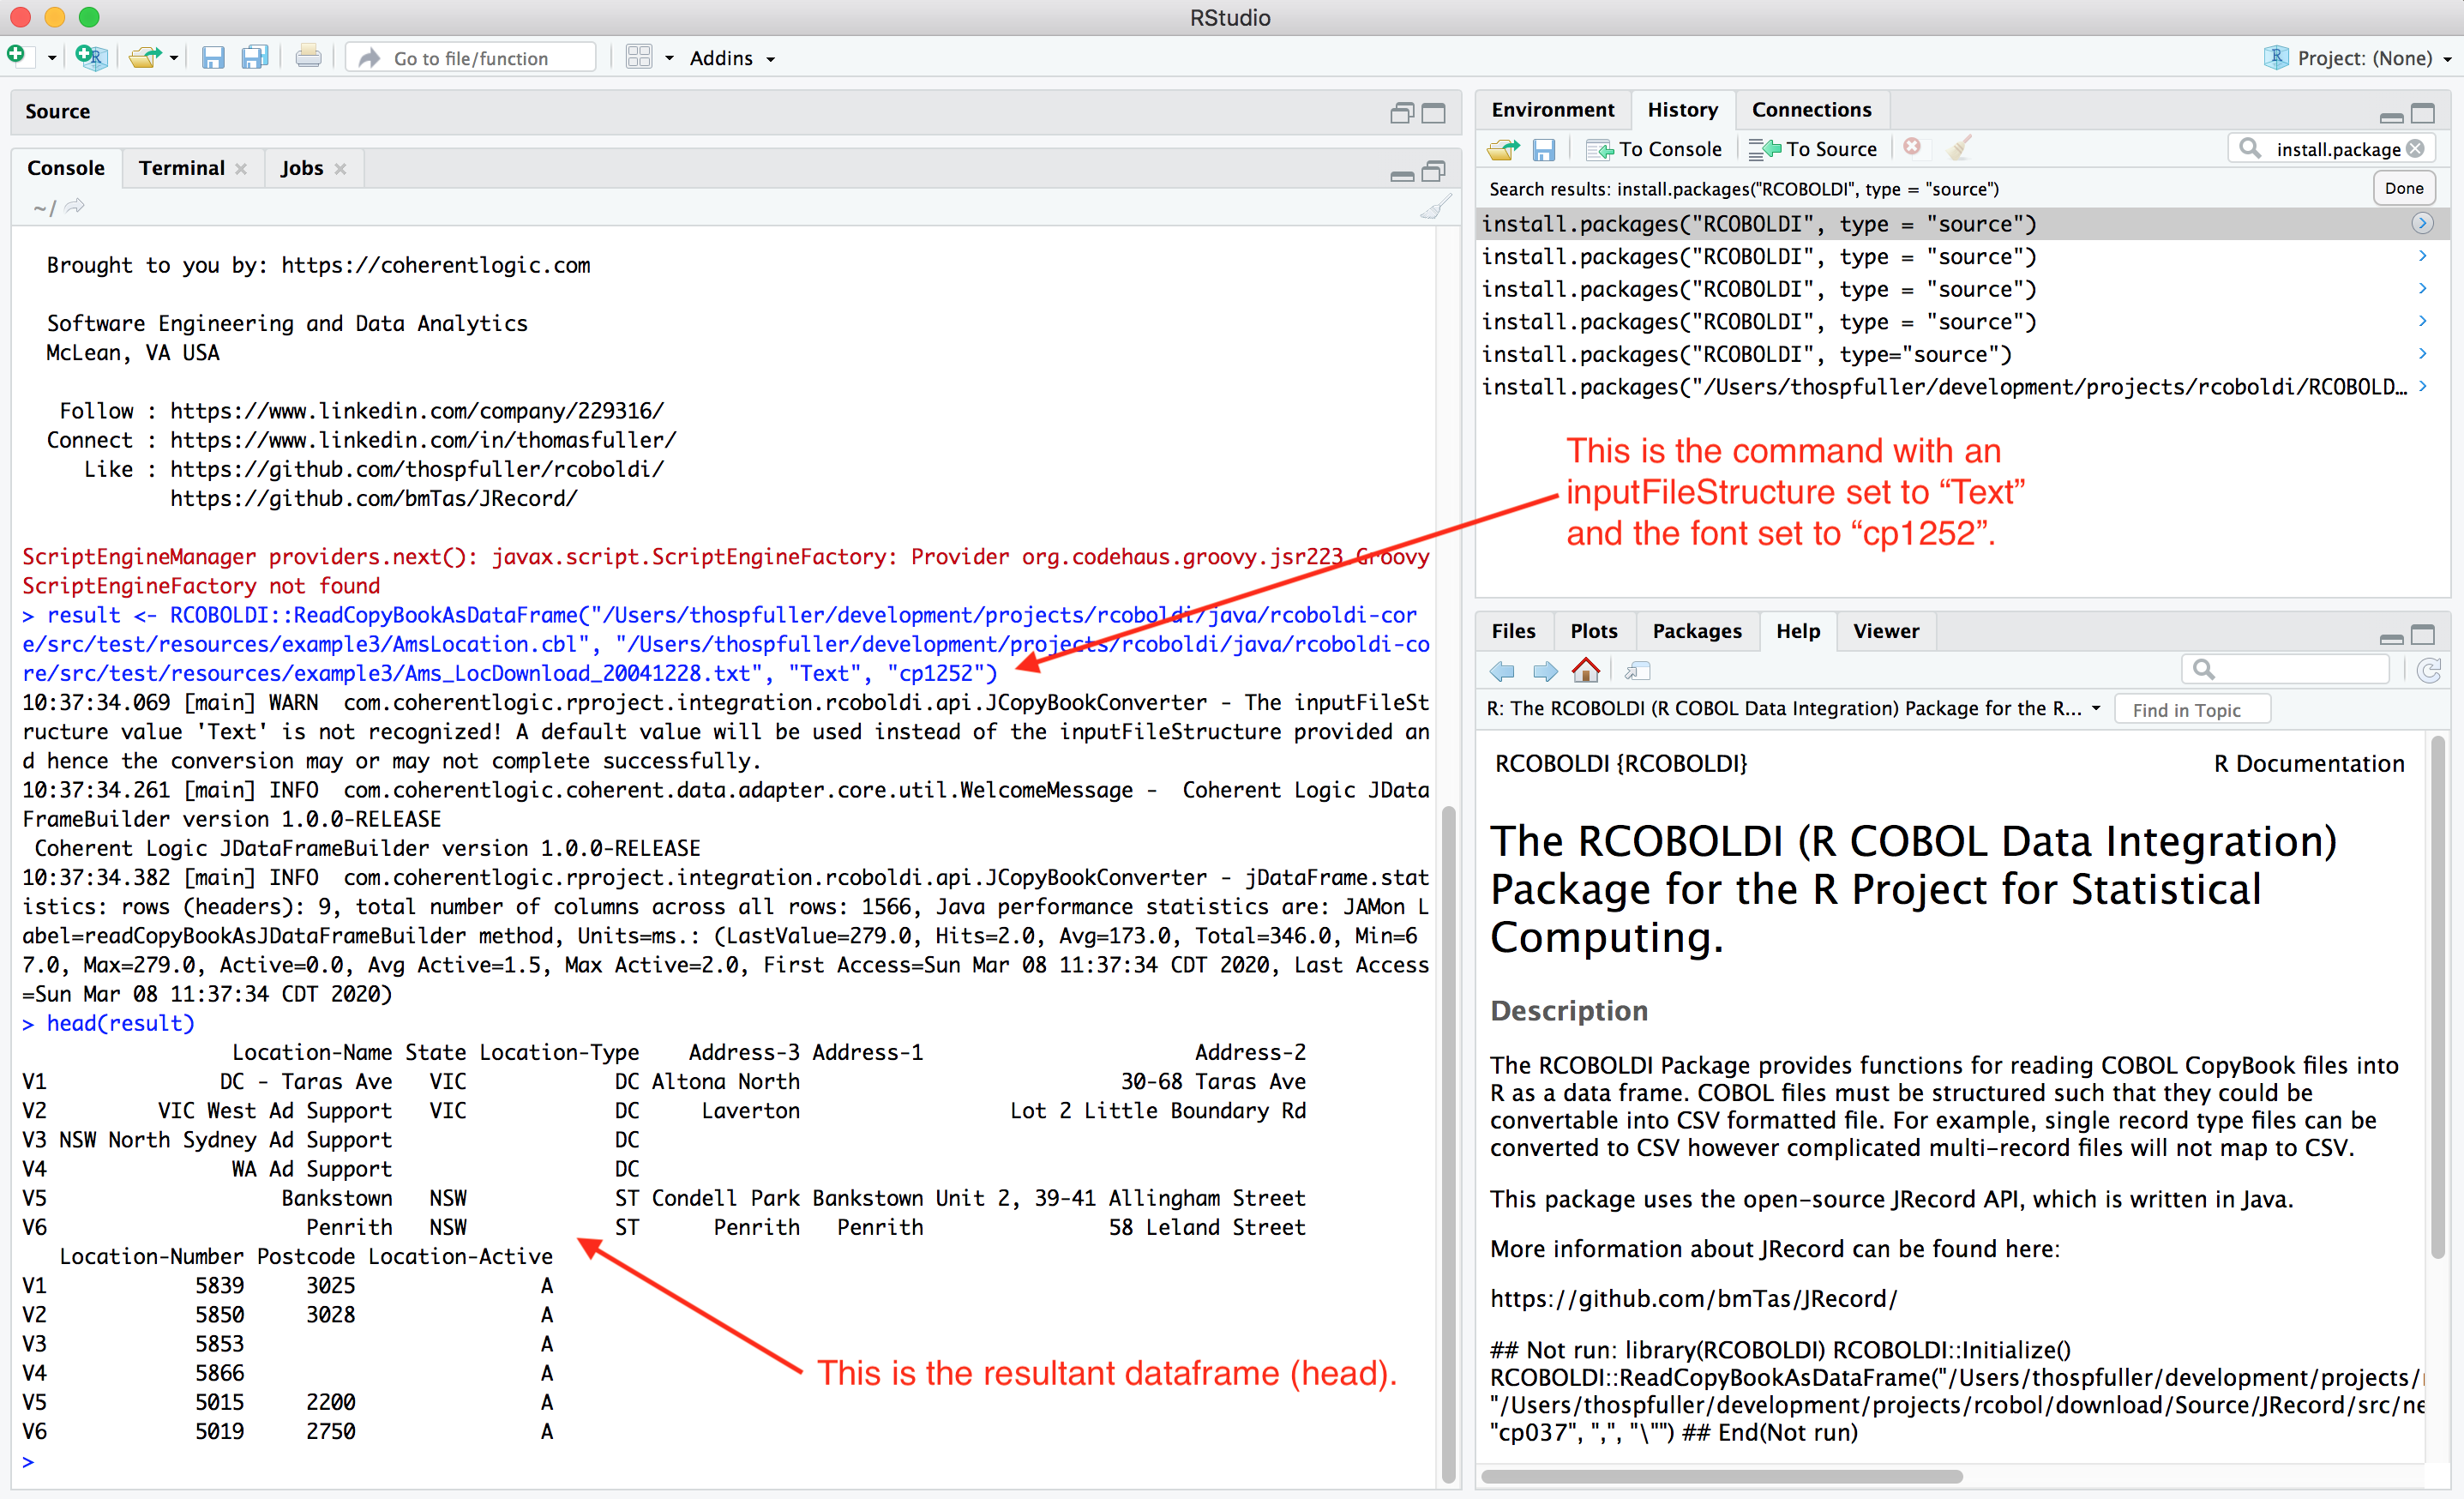 RStudio
Go to file/function
Addins
Project: (None)
Source
Console Terminal Jobs
~/
Brought to you by: https://coherentlogic.com
Software Engineering and Data Analytics
McLean, VA USA
Follow : https://www.linkedin.com/company/229316/
Connect : https://www.linkedin.com/in/thomasfuller/
Like : https://github.com/thospfuller/rcoboldi/
https://github.com/bmTas/JRecord/
ScriptEngineManager providers.next(): javax.script.ScriptEngineFactory: Provider org.codehaus.groovy.jsr223.Groovy
ScriptEngineFactory not found
> result <- RCOBOLDI::ReadCopyBookAsDataFrame("/Users/thospfuller/development/projects/rcoboldi/java/rcoboldi-cor
e/src/test/resources/example3/AmsLocation.cbl", "/Users/thospfuller/development/projects/rcoboldi/java/rcoboldi-co
re/src/test/resources/example3/Ams_LocDownload_20041228.txt", "Text", "cp1252")
10:37:34.069 [main] WARN  com.coherentlogic.rproject.integration.rcoboldi.api.JCopyBookConverter - The inputFileSt
ructure value 'Text' is not recognized! A default value will be used instead of the inputFileStructure provided an
d hence the conversion may or may not complete successfully.
10:37:34.261 [main] INFO  com.coherentlogic.coherent.data.adapter.core.util.WelcomeMessage -  Coherent Logic JData
FrameBuilder version 1.0.0-RELEASE
Coherent Logic JDataFrameBuilder version 1.0.0-RELEASE
10:37:34.382 [main] INFO  com.coherentlogic.rproject.integration.rcoboldi.api.JCopyBookConverter - jDataFrame.stat
istics: rows (headers): 9, total number of columns across all rows: 1566, Java performance statistics are: JAMon L
abel=readCopyBookAsJDataFrameBuilder method, Units=ms.: (LastValue=279.0, Hits=2.0, Avg=173.0, Total=346.0, Min=6
7.0, Max=279.0, Active=0.0, Avg Active=1.5, Max Active=2.0, First Access=Sun Mar 08 11:37:34 CDT 2020, Last Access
=Sun Mar 08 11:37:34 CDT 2020)
> head(result)
Location-Name State Location-Type Address-3 Address-1 Address-2
V1 DC - Taras Ave VIC DC Altona North 30-68 Taras Ave
V2 VIC West Ad Support VIC DC Laverton Lot 2 Little Boundary Rd
V3 NSW North Sydney Ad Support DC
V4 WA Ad Support DC
V5 Bankstown NSW ST Condell Park Bankstown Unit 2, 39-41 Allingham Street
V6 Penrith NSW ST Penrith Penrith 58 Leland Street
Location-Number Postcode Location-Active
V1 5839 3025 A
V2 5850 3028 A
V3 5853 A
V4 5866 A
V5 5015 2200 A
V6 5019 2750 A
>
This is the resultant dataframe (head).
Environment History Connections
To Console To Source install.package
Search results: install.packages("RCOBOLDI", type = "source") Done
install.packages("RCOBOLDI", type = "source")
install.packages("RCOBOLDI", type = "source")
install.packages("RCOBOLDI", type = "source")
install.packages("RCOBOLDI", type = "source")
install.packages("RCOBOLDI", type="source")
install.packages("/Users/thospfuller/development/projects/rcoboldi/RCOBOLD…
This is the command with an
inputFileStructure set to “Text”
and the font set to “cp1252”.
Files Plots Packages Help Viewer
R: The RCOBOLDI (R COBOL Data Integration) Package for the R... Find in Topic
RCOBOLDI {RCOBOLDI} R Documentation
The RCOBOLDI (R COBOL Data Integration)
Package for the R Project for Statistical
Computing.
Description
The RCOBOLDI Package provides functions for reading COBOL CopyBook files into
R as a data frame. COBOL files must be structured such that they could be
convertable into CSV formatted file. For example, single record type files can be
converted to CSV however complicated multi-record files will not map to CSV.
This package uses the open-source JRecord API, which is written in Java.
More information about JRecord can be found here:
https://github.com/bmTas/JRecord/
## Not run: library(RCOBOLDI) RCOBOLDI::Initialize()
RCOBOLDI::ReadCopyBookAsDataFrame("/Users/thospfuller/development/projects/
"/Users/thospfuller/development/projects/rcobol/download/Source/JRecord/src/ne
"cp037", ",", "\"") ## End(Not run)